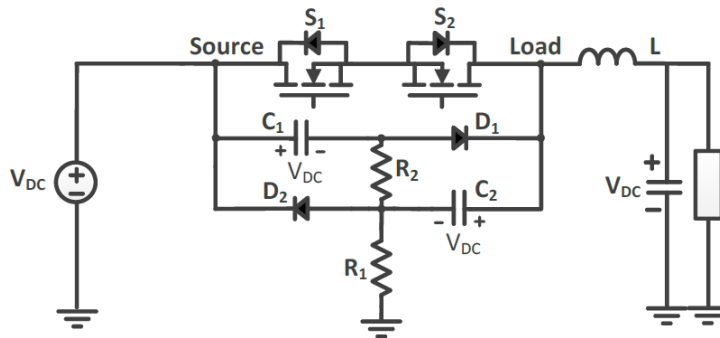 S1 S2
Source Load L
C1 D1
+ -
VDC
R2
VDC + -
D2 C2
- +
VDC
R1
+ VDC -